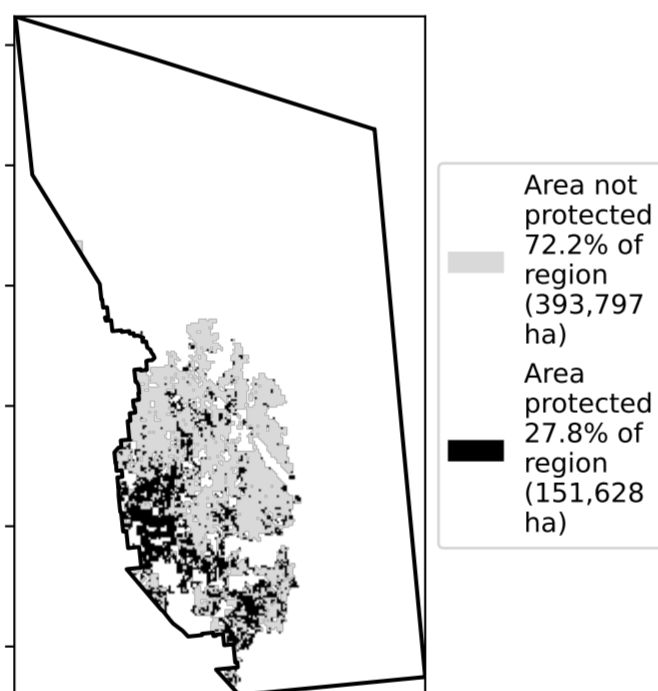 Area not
protected
72.2% of
region
(393,797
ha)
Area
protected
27.8% of
region
(151,628
ha)